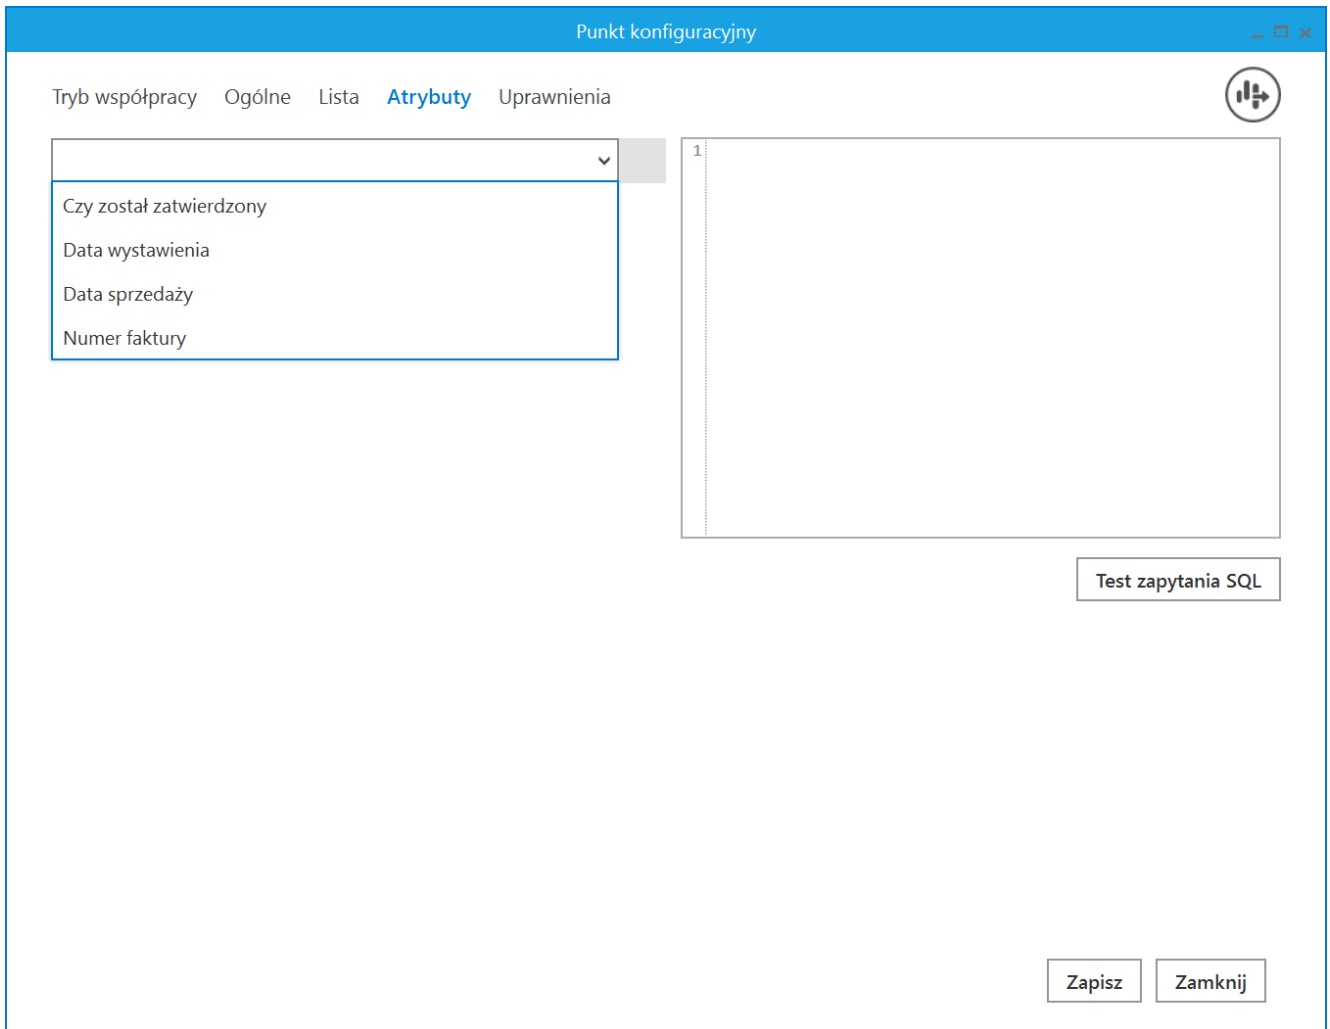 Punkt konfiguracyjny
Tryb współpracy Ogólne Lista Atrybuty Uprawnienia
1
Czy został zatwierdzony
Data wystawienia
Data sprzedaży
Numer faktury
Test zapytania SQL
Zapisz Zamknij